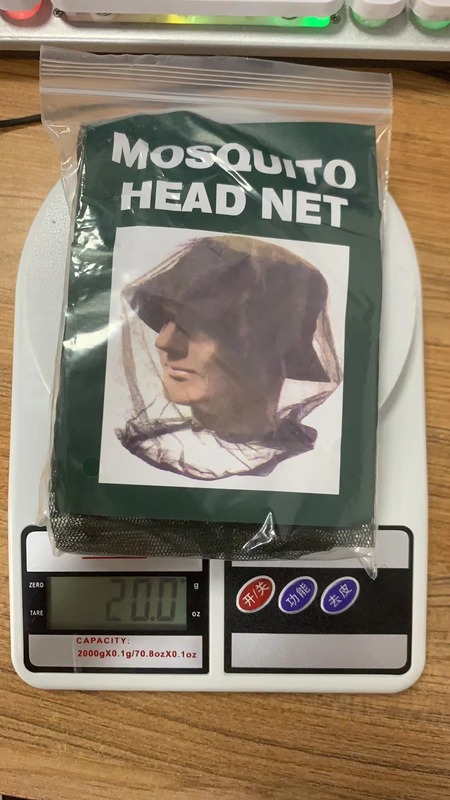 MOSQUITO
HEAD NET
ZERO
20.0
g
TARE
oz
CAPACITY:
2000gX0.1g/70.8ozX0.1oz
开/关
功能
去皮